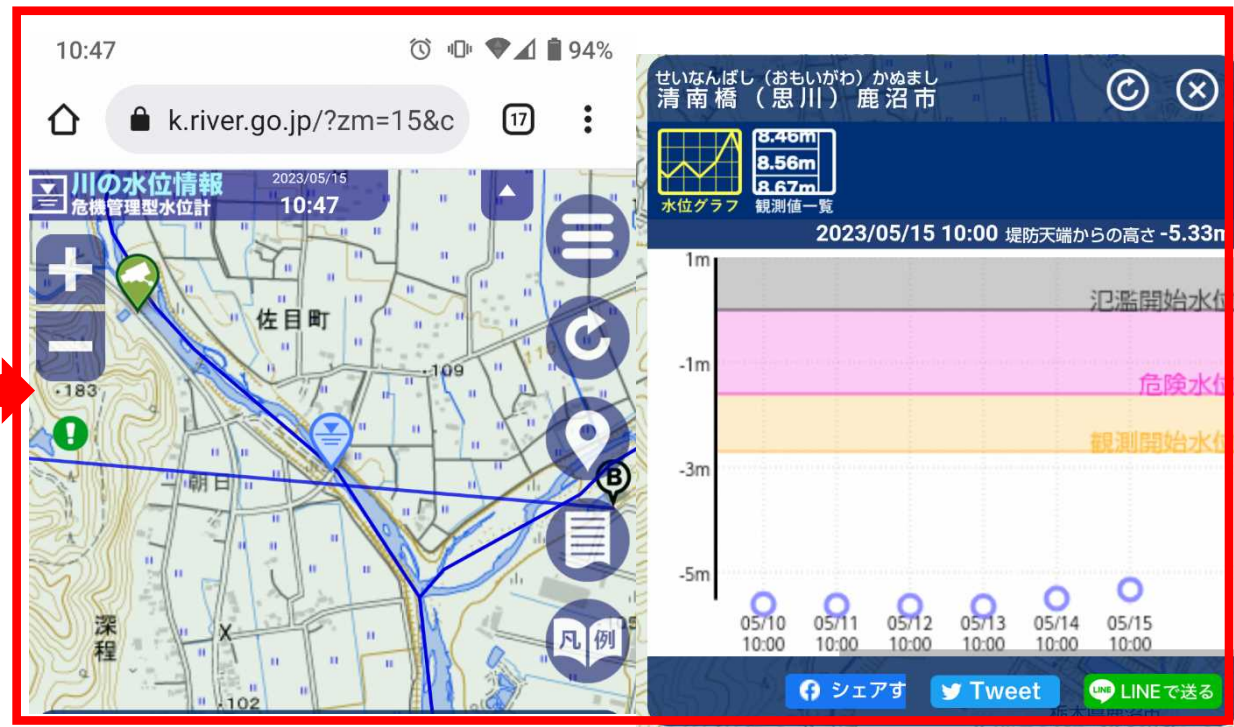 10:47
94%
k.river.go.jp/?zm=15&c
17
川の水位情報
危機管理型水位計
2023/05/15
10:47
佐目町
109
183
朝日
B
深程
102
凡例
せいなんばし（おもいがわ）かぬまし
清南橋（思川）鹿沼市
8.46m
8.56m
8.67m
水位グラフ
観測値一覧
2023/05/15 10:00 堤防天端からの高さ -5.33m
1m
氾濫開始水位
-1m
危険水位
観測開始水位
-3m
-5m
05/10 05/11 05/12 05/13 05/14 05/15
10:00 10:00 10:00 10:00 10:00 10:00
シェアす
Tweet
LINE LINEで送る